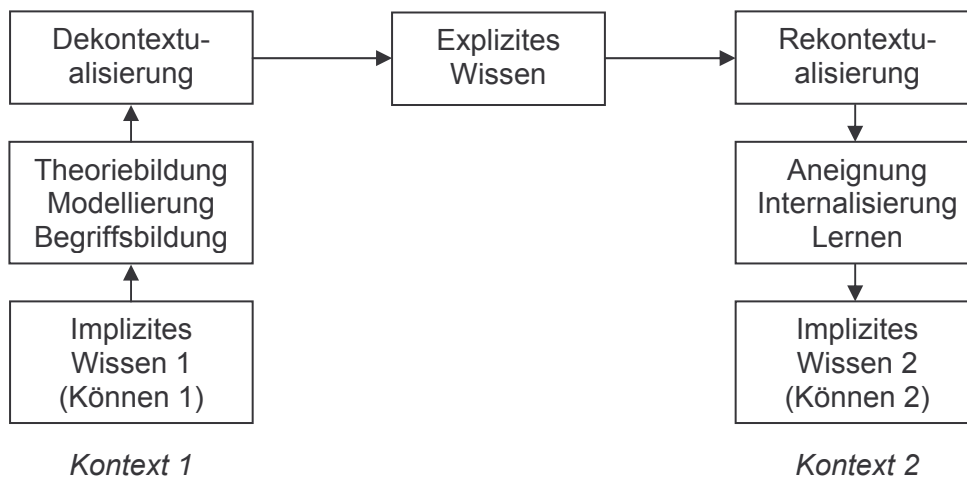 Dekontextu-
alisierung
Explizites
Wissen
Rekontextu-
alisierung
Theoriebildung
Modellierung
Begriffsbildung
Aneignung
Internalisierung
Lernen
Implizites
Wissen 1
(Können 1)
Implizites
Wissen 2
(Können 2)
Kontext 1
Kontext 2